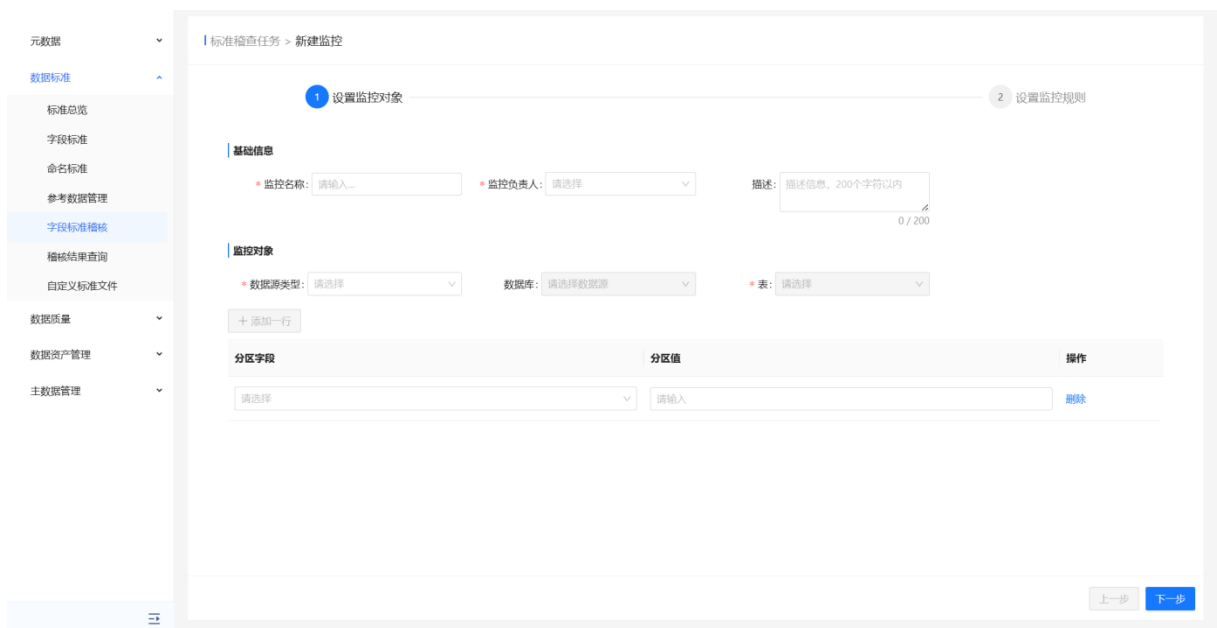 元数据
数据标准
标准总览
字段标准
命名标准
参考数据管理
字段标准稽核
稽核结果查询
自定义标准文件
数据质量
数据资产管理
主数据管理
标准稽查任务 > 新建监控
1 设置监控对象
2 设置监控规则
基础信息
* 监控名称: 请输入...
* 监控负责人: 请选择
描述: 描述信息，200个字符以内
0 / 200
监控对象
* 数据源类型: 请选择
数据库: 请选择数据源
* 表: 请选择
+ 添加一行
分区字段 分区值 操作
请选择 请输入 删除
上一步 下一步